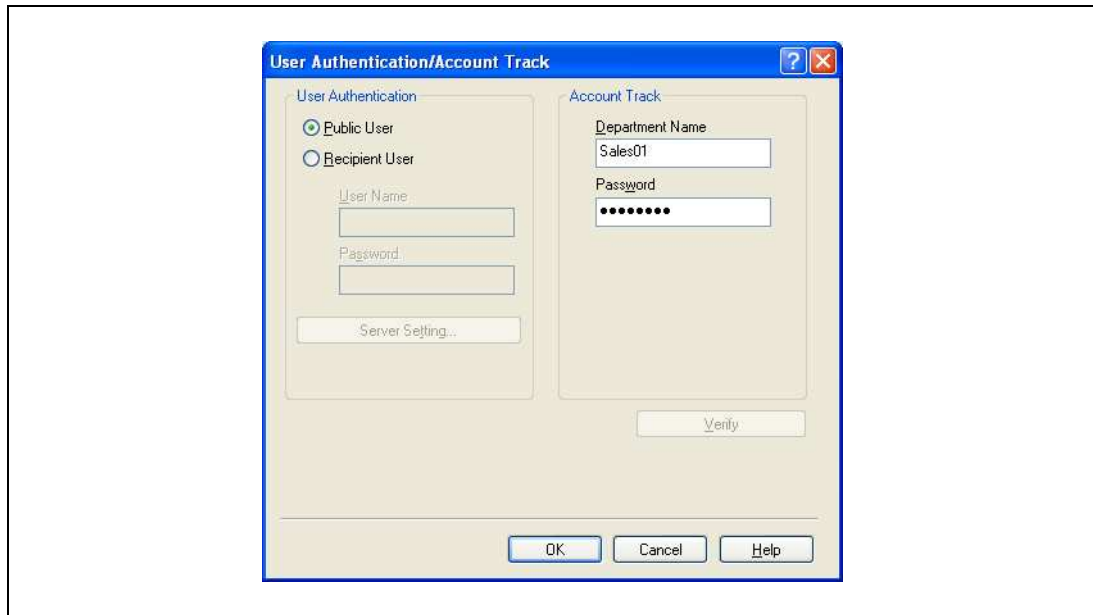 User Authentication/Account Track
User Authentication
Public User
Recipient User
User Name
Password
Server Setting...
Account Track
Department Name
Sales01
Password
••••••••
Verify
OK
Cancel
Help